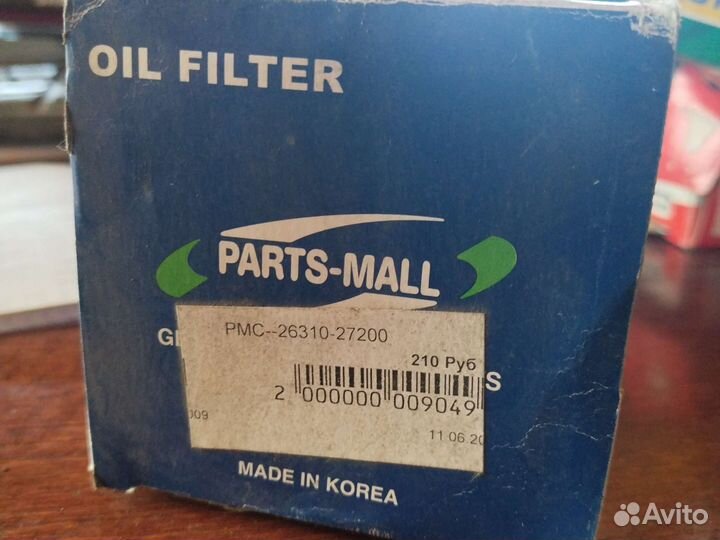 OIL FILTER
PARTS-MALL
PMC--26310-27200
210 Руб
2 000000 009049
009
11.06.20
MADE IN KOREA
Avito